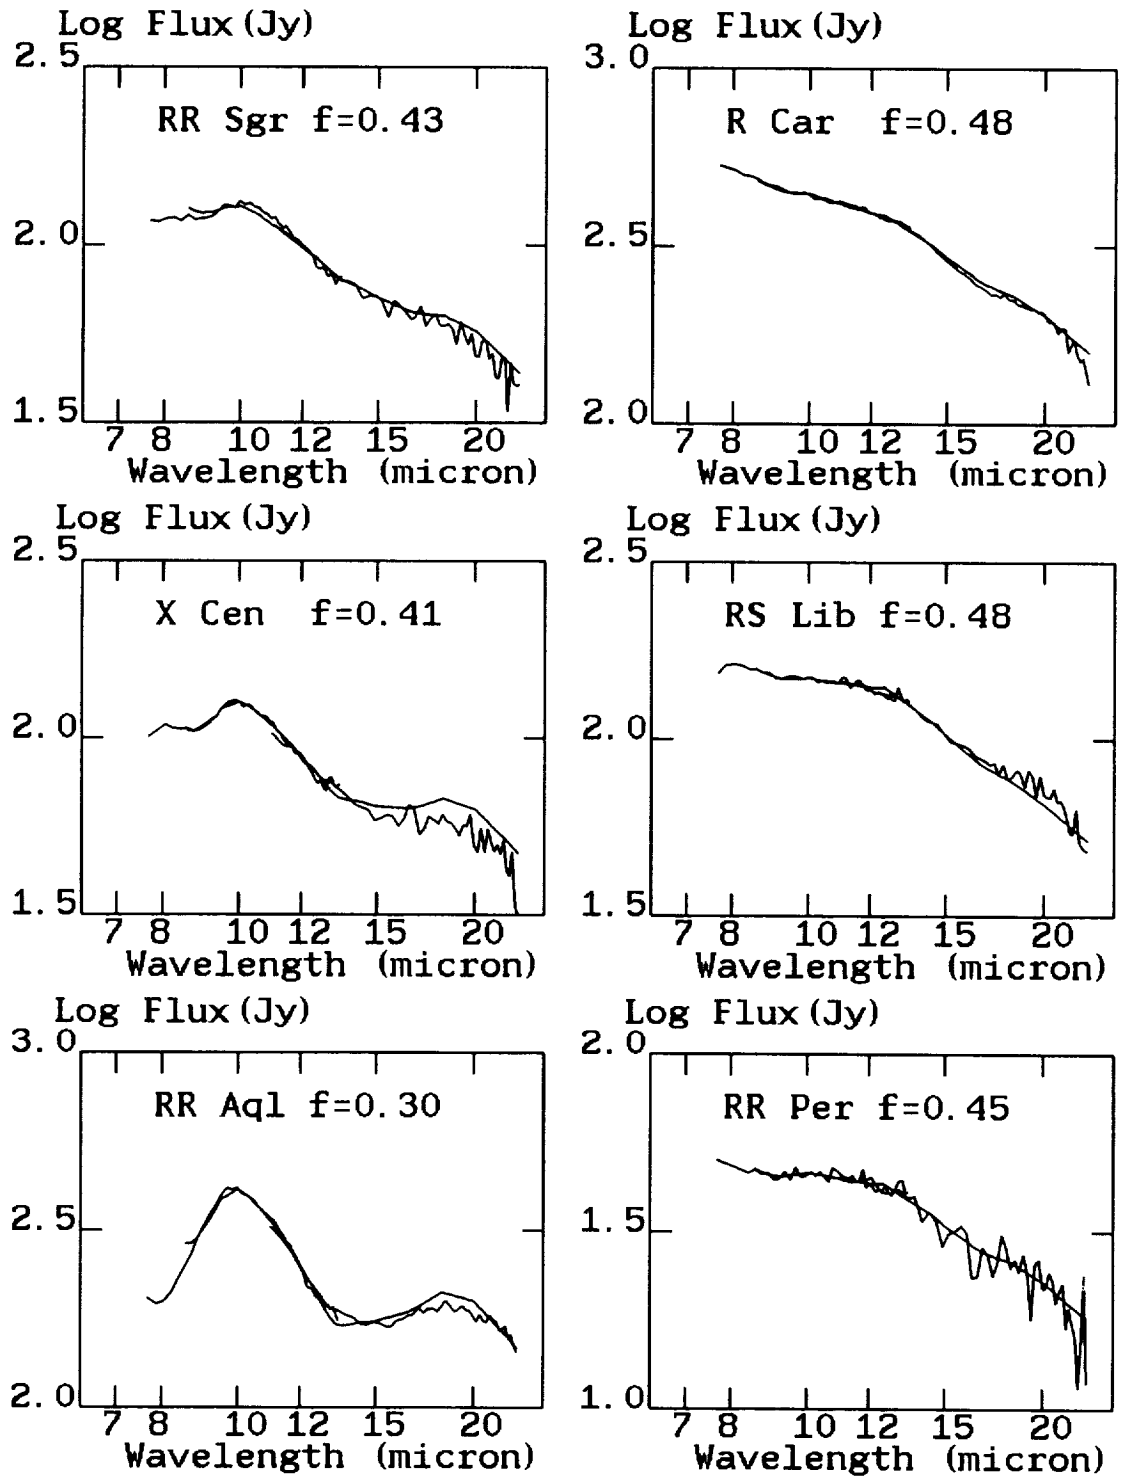 Log Flux (Jy)
2.5
RR Sgr f=0.43
2.0
1.5
7 8 10 12 15 20
Wavelength (micron)
Log Flux (Jy)
3.0
R Car f=0.48
2.5
2.0
7 8 10 12 15 20
Wavelength (micron)
Log Flux (Jy)
2.5
X Cen f=0.41
2.0
1.5
7 8 10 12 15 20
Wavelength (micron)
Log Flux (Jy)
2.5
RS Lib f=0.48
2.0
1.5
7 8 10 12 15 20
Wavelength (micron)
Log Flux (Jy)
3.0
RR Aql f=0.30
2.5
2.0
7 8 10 12 15 20
Wavelength (micron)
Log Flux (Jy)
2.0
RR Per f=0.45
1.5
1.0
7 8 10 12 15 20
Wavelength (micron)